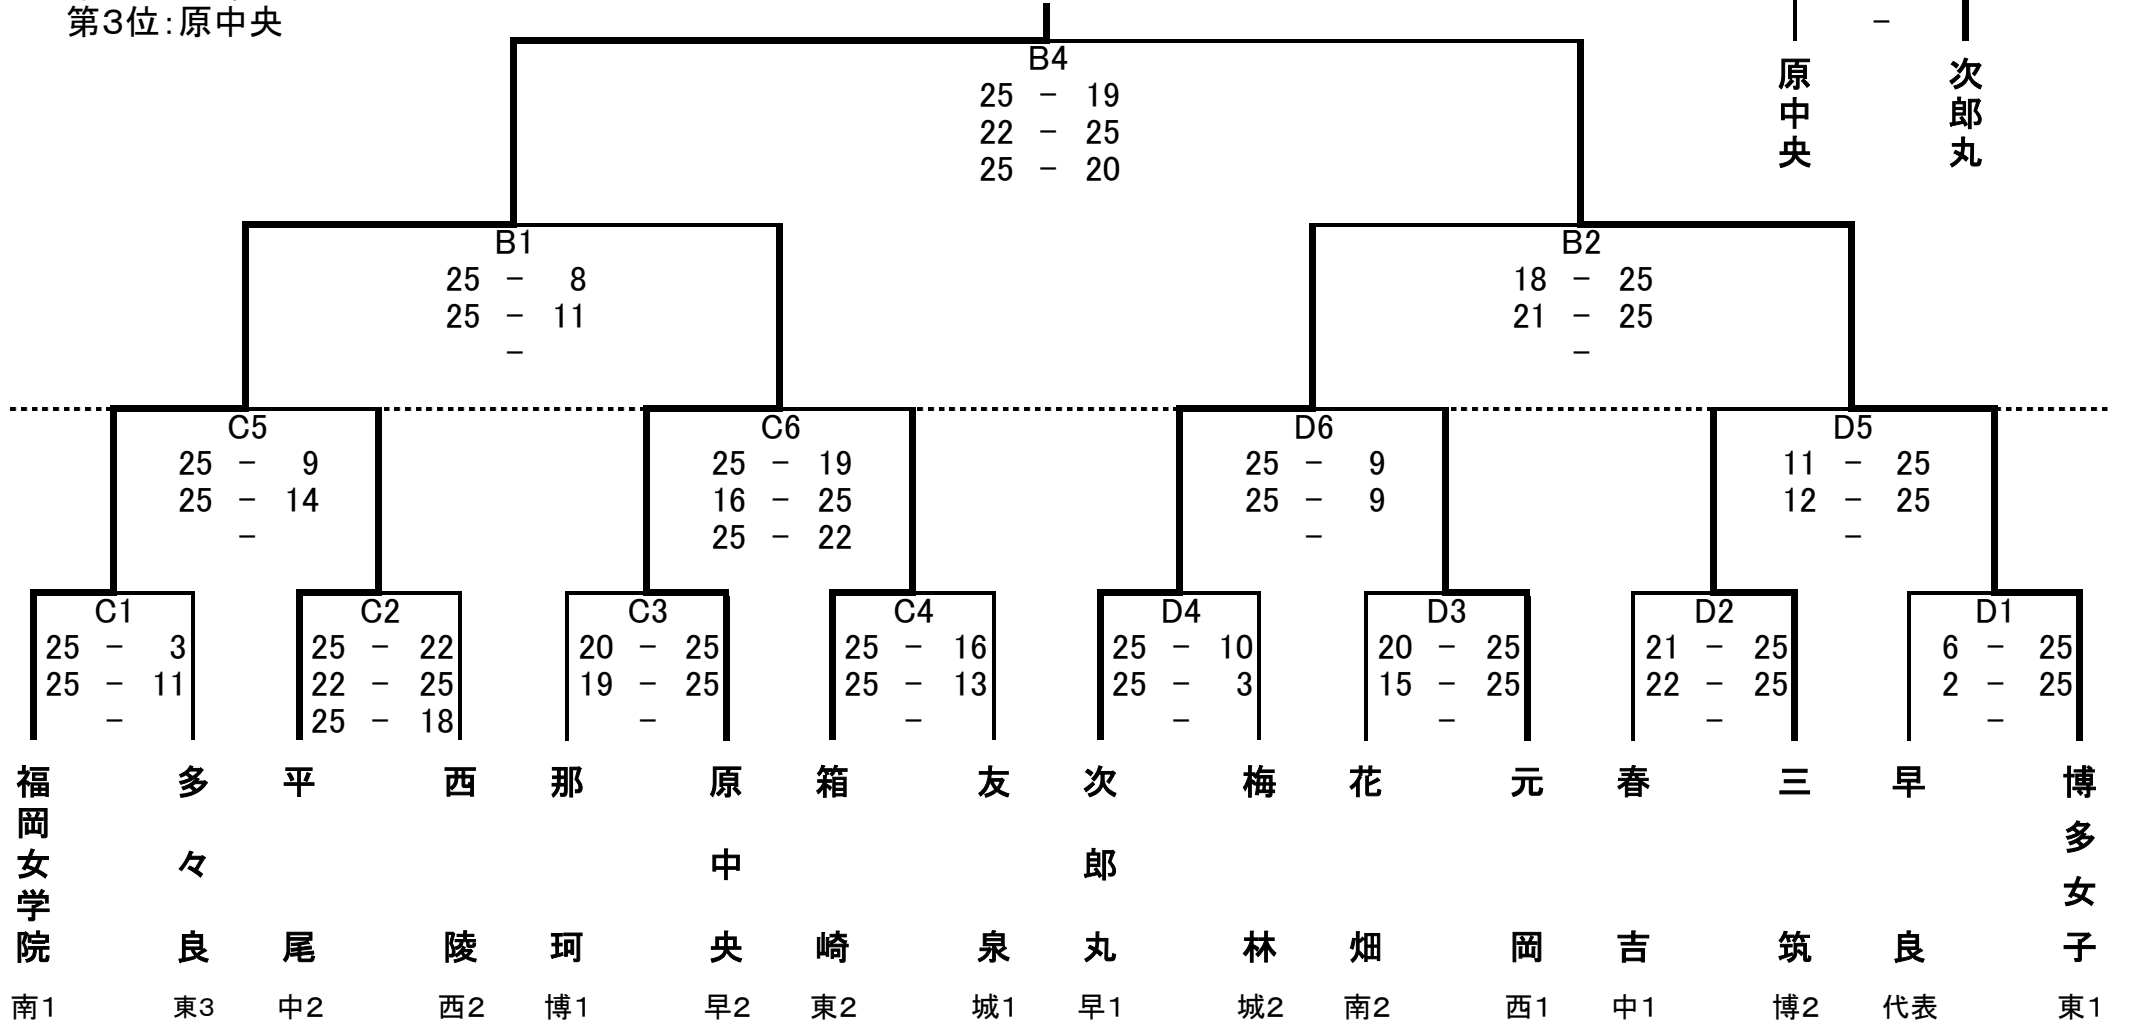 第3位：原中央
－
原中央
次郎丸
B4
25 － 19
22 － 25
25 － 20
B1
25 － 8
25 － 11
－
B2
18 － 25
21 － 25
－
C5
25 － 9
25 － 14
－
C6
25 － 19
16 － 25
25 － 22
D6
25 － 9
25 － 9
－
D5
11 － 25
12 － 25
－
C1
25 － 3
25 － 11
－
C2
25 － 22
22 － 25
25 － 18
C3
20 － 25
19 － 25
－
C4
25 － 16
25 － 13
－
D4
25 － 10
25 － 3
－
D3
20 － 25
15 － 25
－
D2
21 － 25
22 － 25
－
D1
6 － 25
2 － 25
－
福岡女学院
多々良
平尾
西陵
那珂
原中央
箱崎
友泉
次郎丸
梅林
花畑
元岡
春吉
三筑
早良
博多女子
南1
東3
中2
西2
博1
早2
東2
城1
早1
城2
南2
西1
中1
博2
代表
東1